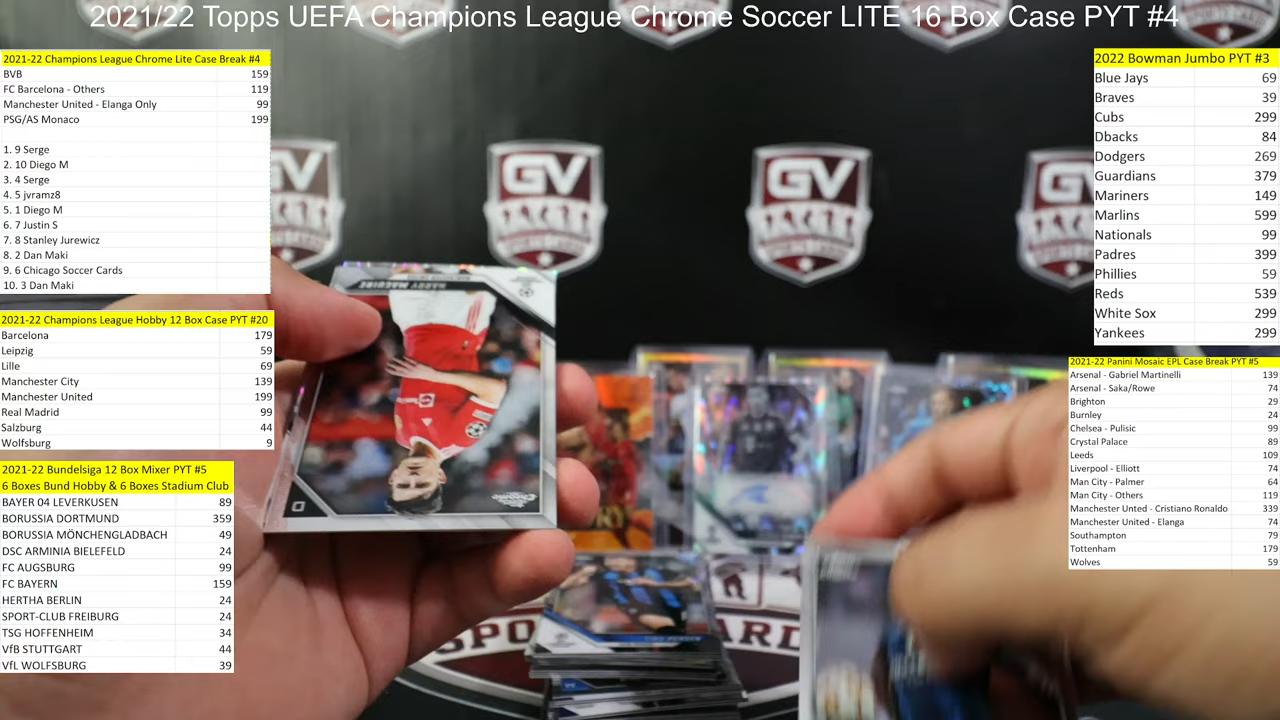 2021/22 Topps UEFA Champions League Chrome Soccer LITE 16 Box Case PYT #4
2021-22 Champions League Chrome Lite Case Break #4
BVB 159
FC Barcelona - Others 119
Manchester United - Elanga Only 99
PSG/AS Monaco 199
1. 9 Serge
2. 10 Diego M
3. 4 Serge
4. 5 jvramz8
5. 1 Diego M
6. 7 Justin S
7. 8 Stanley Jurewicz
8. 2 Dan Maki
9. 6 Chicago Soccer Cards
10. 3 Dan Maki
2021-22 Champions League Hobby 12 Box Case PYT #20
Barcelona 179
Leipzig 59
Lille 69
Manchester City 139
Manchester United 199
Real Madrid 99
Salzburg 44
Wolfsburg 9
2021-22 Bundelsiga 12 Box Mixer PYT #5
6 Boxes Bund Hobby & 6 Boxes Stadium Club
BAYER 04 LEVERKUSEN 89
BORUSSIA DORTMUND 359
BORUSSIA MÖNCHENGLADBACH 49
DSC ARMINIA BIELEFELD 24
FC AUGSBURG 99
FC BAYERN 159
HERTHA BERLIN 24
SPORT-CLUB FREIBURG 24
TSG HOFFENHEIM 34
VfB STUTTGART 44
VfL WOLFSBURG 39
2022 Bowman Jumbo PYT #3
Blue Jays 69
Braves 39
Cubs 299
Dbacks 84
Dodgers 269
Guardians 379
Mariners 149
Marlins 599
Nationals 99
Padres 399
Phillies 59
Reds 539
White Sox 299
Yankees 299
2021-22 Panini Mosaic EPL Case Break PYT #5
Arsenal - Gabriel Martinelli 139
Arsenal - Saka/Rowe 74
Brighton 29
Burnley 24
Chelsea - Pulisic 99
Crystal Palace 89
Leeds 109
Liverpool - Elliott 74
Man City - Palmer 64
Man City - Others 119
Manchester Unted - Cristiano Ronaldo 339
Manchester United - Elanga 74
Southampton 79
Tottenham 179
Wolves 59
GV
GV
HARRY MAGUIRE
D
Chrome